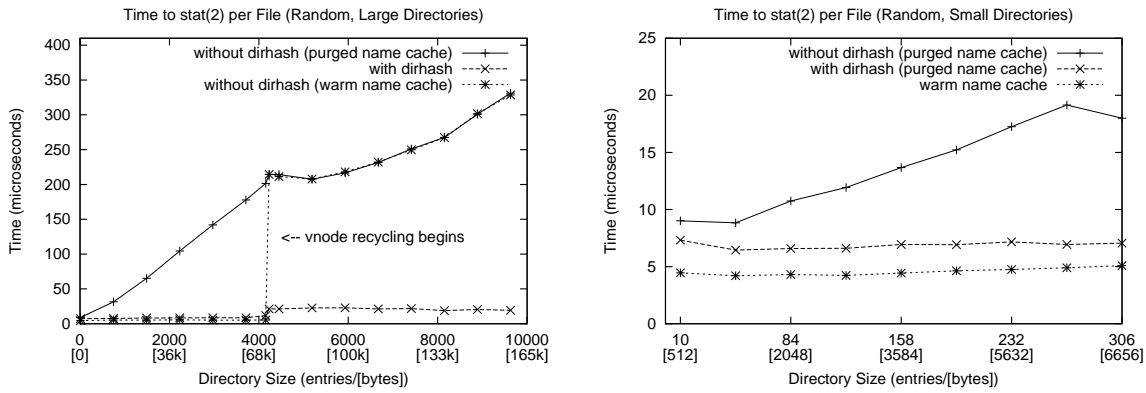 Time to stat(2) per File (Random, Large Directories)
Time (microseconds)
400
350
300
250
200
150
100
50
0
without dirhash (purged name cache)
with dirhash
without dirhash (warm name cache)
<-- vnode recycling begins
0 2000 4000 6000 8000 10000
[0] [36k] [68k] [100k] [133k] [165k]
Directory Size (entries/[bytes])
Time to stat(2) per File (Random, Small Directories)
Time (microseconds)
25
20
15
10
5
0
without dirhash (purged name cache)
with dirhash (purged name cache)
warm name cache
10 84 158 232 306
[512] [2048] [3584] [5632] [6656]
Directory Size (entries/[bytes])